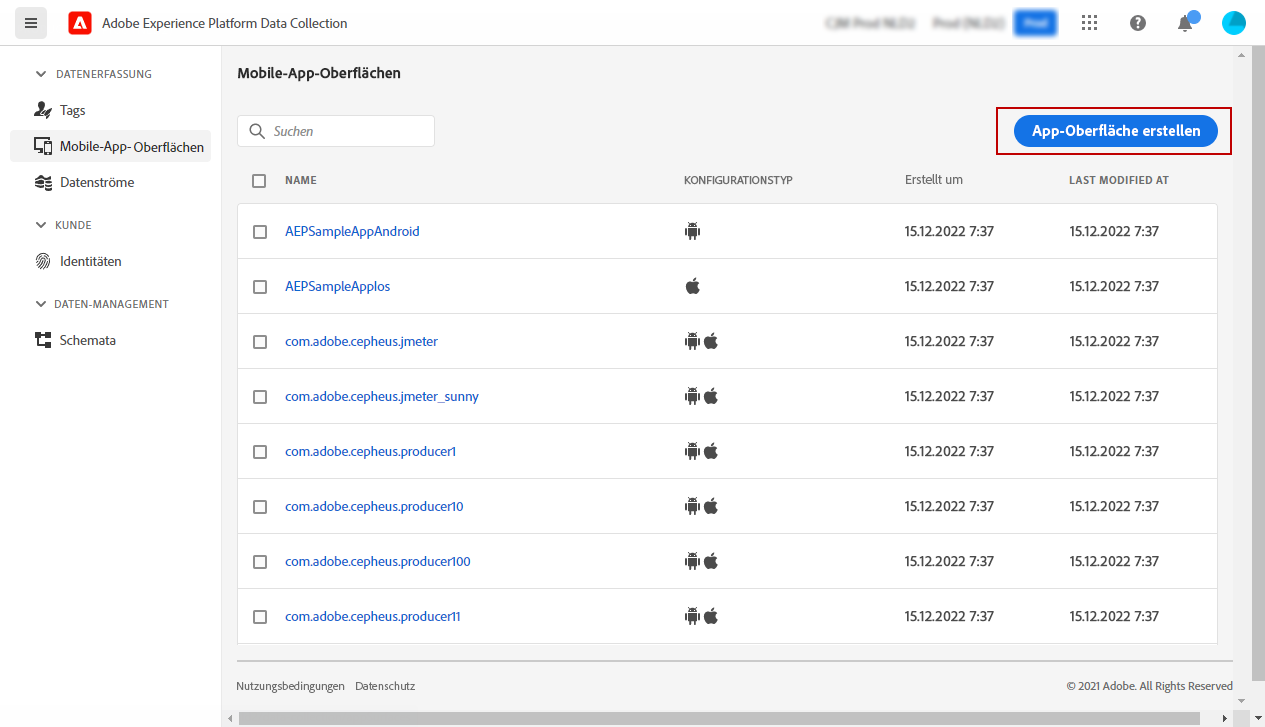 Adobe Experience Platform Data Collection
DATENERFASSUNG
Tags
Mobile-App-Oberflächen
Datenströme
KUNDE
Identitäten
DATEN-MANAGEMENT
Schemata
Mobile-App-Oberflächen
Suchen
App-Oberfläche erstellen
NAME KONFIGURATIONSTYP Erstellt um LAST MODIFIED AT
AEPSampleAppAndroid 15.12.2022 7:37 15.12.2022 7:37
AEPSampleAppIos 15.12.2022 7:37 15.12.2022 7:37
com.adobe.cepheus.jmeter 15.12.2022 7:37 15.12.2022 7:37
com.adobe.cepheus.jmeter_sunny 15.12.2022 7:37 15.12.2022 7:37
com.adobe.cepheus.producer1 15.12.2022 7:37 15.12.2022 7:37
com.adobe.cepheus.producer10 15.12.2022 7:37 15.12.2022 7:37
com.adobe.cepheus.producer100 15.12.2022 7:37 15.12.2022 7:37
com.adobe.cepheus.producer11 15.12.2022 7:37 15.12.2022 7:37
Nutzungsbedingungen Datenschutz © 2021 Adobe. All Rights Reserved